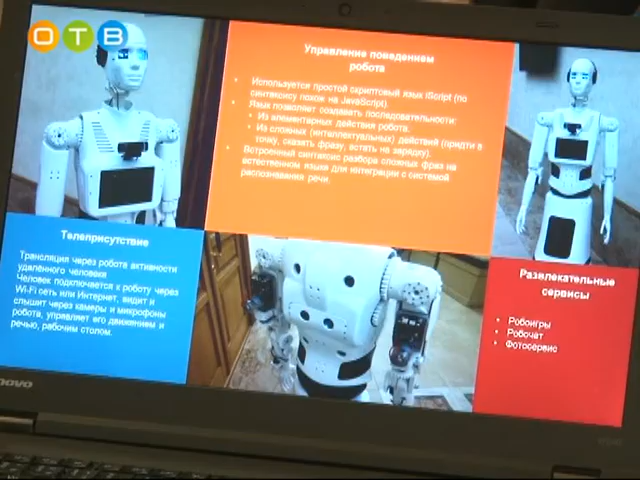 ОТВ
Управление поведением
робота
• Используется простой скриптовый язык iScript (по
синтаксису похож на JavaScript).
• Язык позволяет создавать последовательности:
• Из элементарных действия робота.
• Из сложных (интеллектуальных) действий (придти в
точку, сказать фразу, встать на зарядку).
• Встроенный синтаксис разбора сложных фраз на
естественном языке для интеграции с системой
распознавания речи.
Телеприсутствие
Трансляция через робота активности
удалённого человека
Человек подключается к роботу через
Wi-Fi сеть или Интернет, видит и
слышит через камеры и микрофоны
робота, управляет его движением и
речью, рабочим столом.
Развлекательные
сервисы
• Робоигры
• Робочат
• Фотосервис
novo